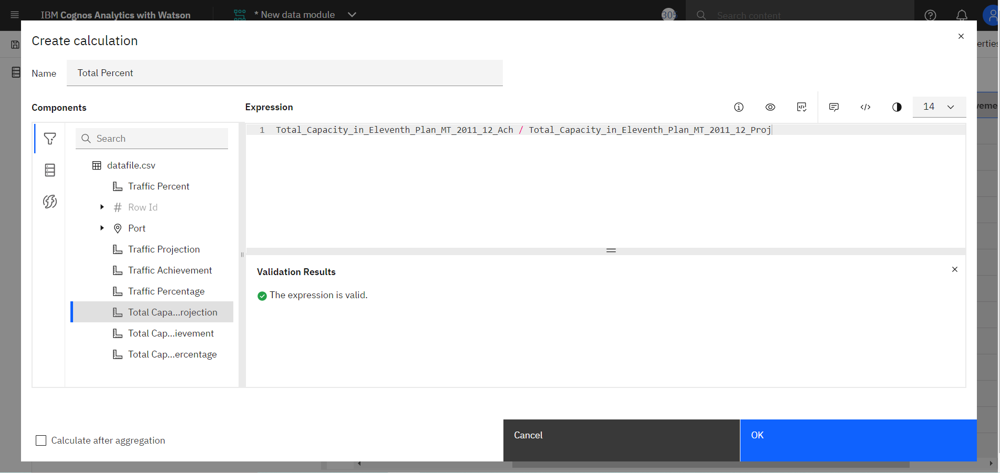 IBM Cognos Analytics with Watson
* New data module
305
Search content
Create calculation
erties
Name
Total Percent
Components
Expression
14
veme
Search
1 Total_Capacity_in_Eleventh_Plan_MT_2011_12_Ach / Total_Capacity_in_Eleventh_Plan_MT_2011_12_Proj
datafile.csv
Traffic Percent
# Row Id
Port
Traffic Projection
Traffic Achievement
Traffic Percentage
Total Capa...rojection
Total Cap...ievement
Total Cap...ercentage
Validation Results
The expression is valid.
Calculate after aggregation
Cancel
OK